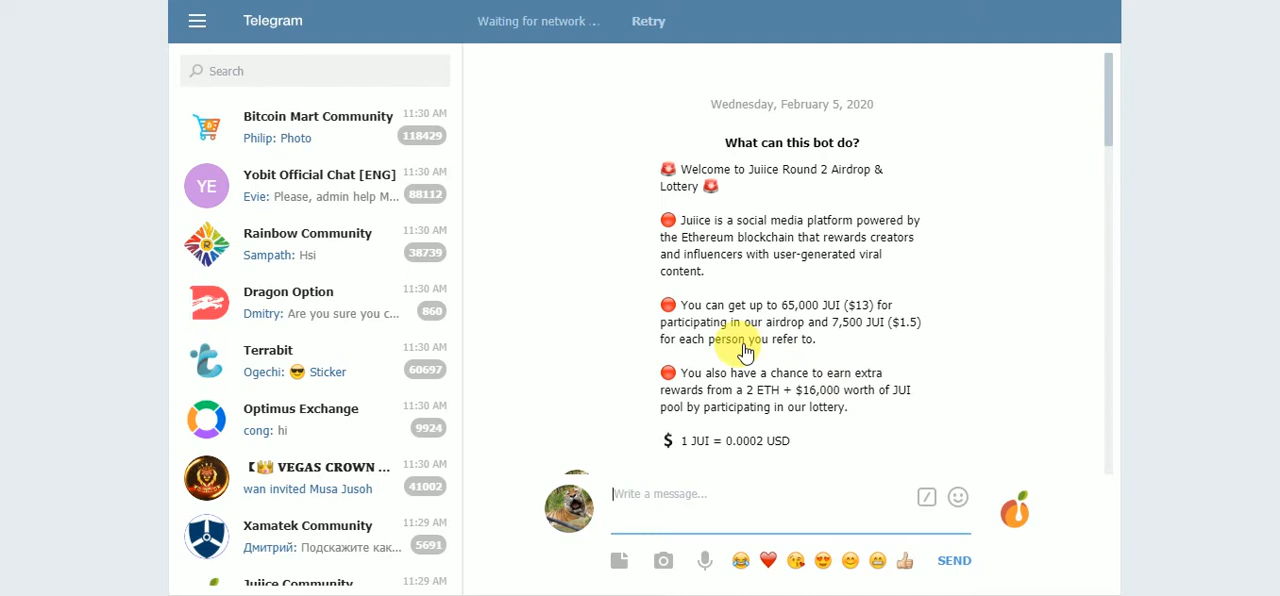 Telegram
Waiting for network ...
Retry
Search
Bitcoin Mart Community 11:30 AM
Philip: Photo 118429
YE
Yobit Official Chat [ENG] 11:30 AM
Evie: Please, admin help M... 88112
Rainbow Community 11:30 AM
Sampath: Hsi 38739
Dragon Option 11:30 AM
Dmitry: Are you sure you c... 860
Terrabit 11:30 AM
Ogechi: 😎 Sticker 60697
Optimus Exchange 11:30 AM
cong: hi 9924
【👑 VEGAS CROWN ... 11:30 AM
wan invited Musa Jusoh 41002
Xamatek Community 11:29 AM
Дмитрий: Подскажите как... 5691
Juiice Community 11:29 AM
Wednesday, February 5, 2020
What can this bot do?
🚨 Welcome to Juiice Round 2 Airdrop &
Lottery 🚨
🔴 Juiice is a social media platform powered by
the Ethereum blockchain that rewards creators
and influencers with user-generated viral
content.
🔴 You can get up to 65,000 JUI ($13) for
participating in our airdrop and 7,500 JUI ($1.5)
for each person you refer to.
🔴 You also have a chance to earn extra
rewards from a 2 ETH + $16,000 worth of JUI
pool by participating in our lottery.
💲 1 JUI = 0.0002 USD
Write a message...
SEND